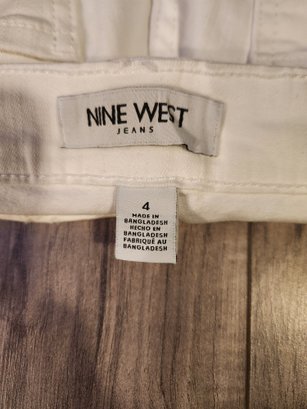 NINE WEST
JEANS
4
MADE IN
BANGLADESH
HECHO EN
BANGLADESH
FABRIQUÉ AU
BANGLADESH